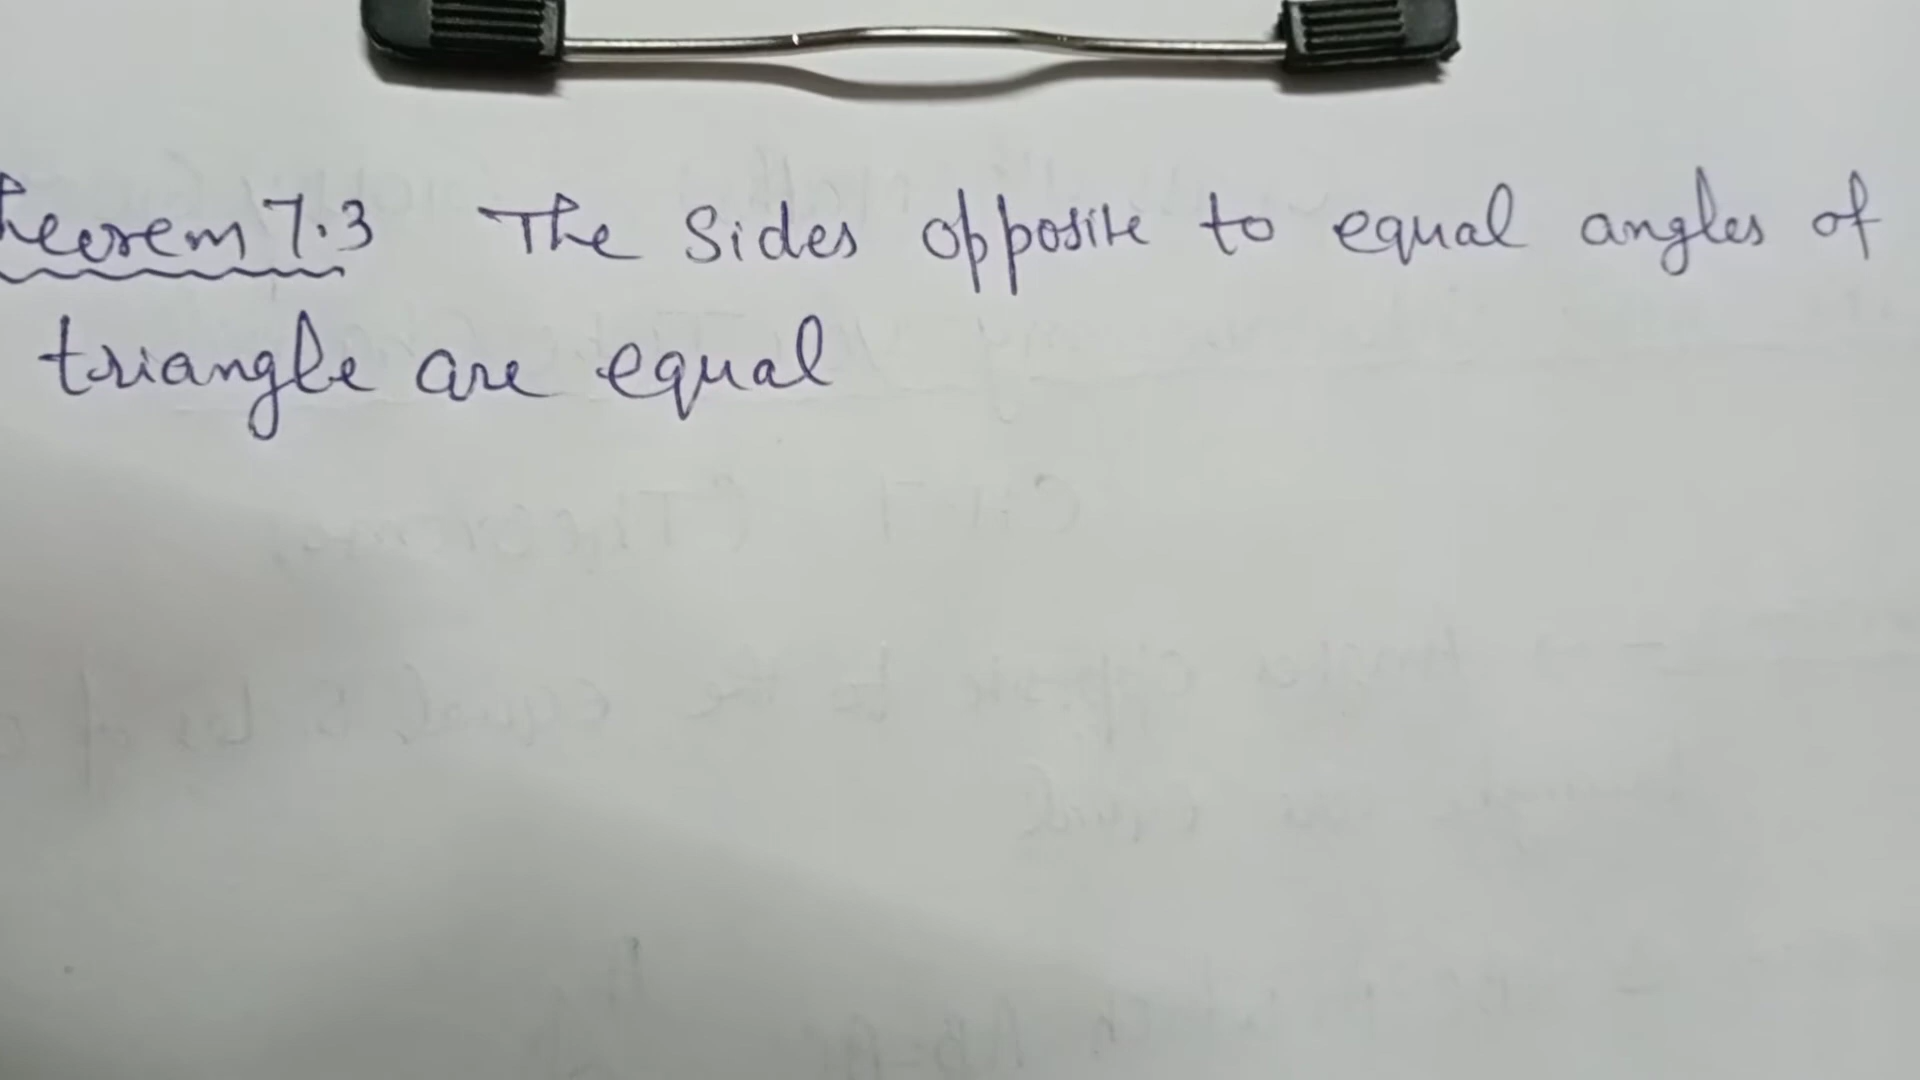 heorem 7.3 The Sides opposite to equal angles of
triangle are equal